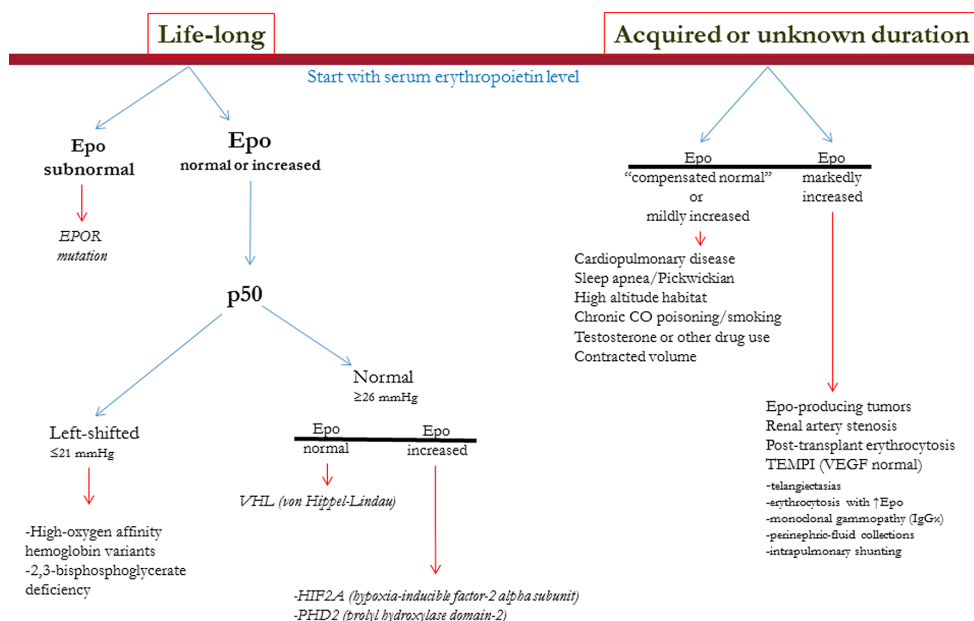 Life-long
Acquired or unknown duration
Start with serum erythropoietin level
Epo
subnormal
EPOR
mutation
Epo
normal or increased
p50
Left-shifted
≤21 mmHg
-High-oxygen affinity
hemoglobin variants
-2,3-bisphosphoglycerate
deficiency
Normal
≥26 mmHg
Epo
normal
VHL (von Hippel-Lindau)
Epo
increased
-HIF2A (hypoxia-inducible factor-2 alpha subunit)
-PHD2 (prolyl hydroxylase domain-2)
Epo
“compensated normal”
or
mildly increased
Cardiopulmonary disease
Sleep apnea/Pickwickian
High altitude habitat
Chronic CO poisoning/smoking
Testosterone or other drug use
Contracted volume
Epo
markedly
increased
Epo-producing tumors
Renal artery stenosis
Post-transplant erythrocytosis
TEMPI (VEGF normal)
-telangiectasias
-erythrocytosis with ↑Epo
-monoclonal gammopathy (IgGκ)
-perinephric-fluid collections
-intrapulmonary shunting